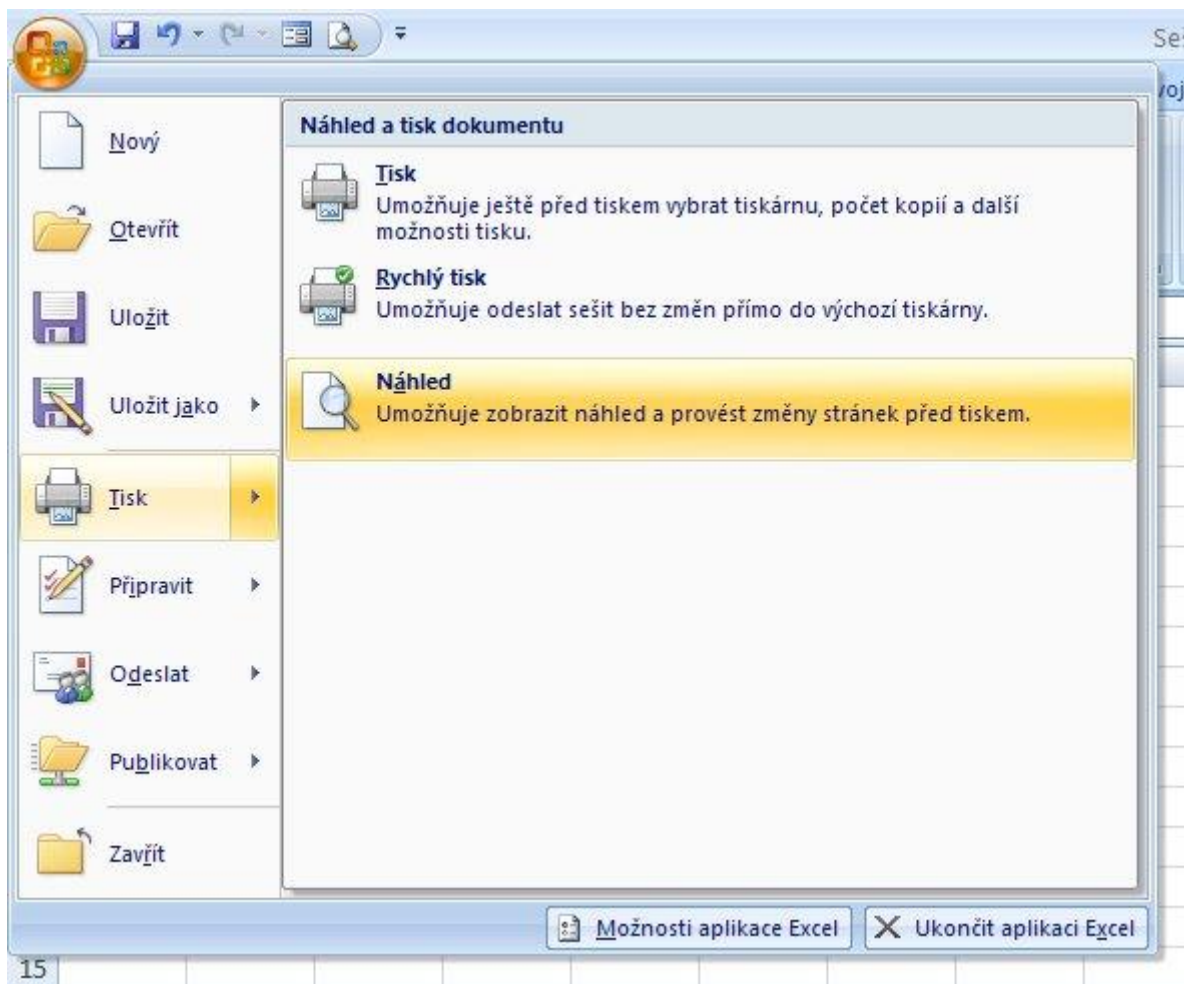 Seš
voj
Nový
Otevřít
Uložit
Uložit jako
Tisk
Připravit
Odeslat
Publikovat
Zavřít
Náhled a tisk dokumentu
Tisk
Umožňuje ještě před tiskem vybrat tiskárnu, počet kopií a další
možnosti tisku.
Rychlý tisk
Umožňuje odeslat sešit bez změn přímo do výchozí tiskárny.
Náhled
Umožňuje zobrazit náhled a provést změny stránek před tiskem.
Možnosti aplikace Excel
Ukončit aplikaci Excel
15